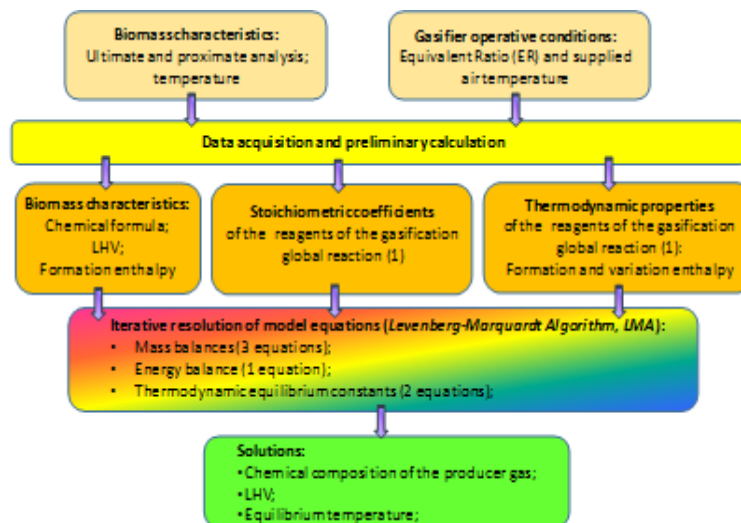 Biomass characteristics:
Ultimate and proximate analysis;
temperature
Gasifier operative conditions:
Equivalent Ratio (ER) and supplied
air temperature
Data acquisition and preliminary calculation
Biomass characteristics:
Chemical formula;
LHV;
Formation enthalpy
Stoichiometric coefficients
of the reagents of the gasification
global reaction (1)
Thermodynamic properties
of the reagents of the gasification
global reaction (1):
Formation and variation enthalpy
Iterative resolution of model equations (Levenberg-Marquardt Algorithm, LMA):
• Mass balances (3 equations);
• Energy balance (1 equation);
• Thermodynamic equilibrium constants (2 equations);
Solutions:
•Chemical composition of the producer gas;
•LHV;
•Equilibrium temperature;